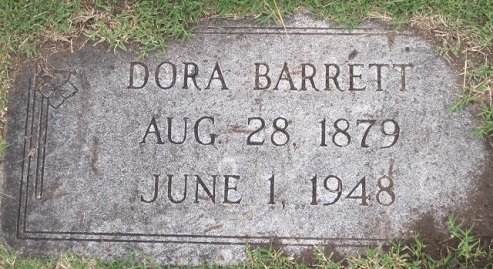 DORA BARRETT
AUG. 28, 1879
JUNE 1, 1948